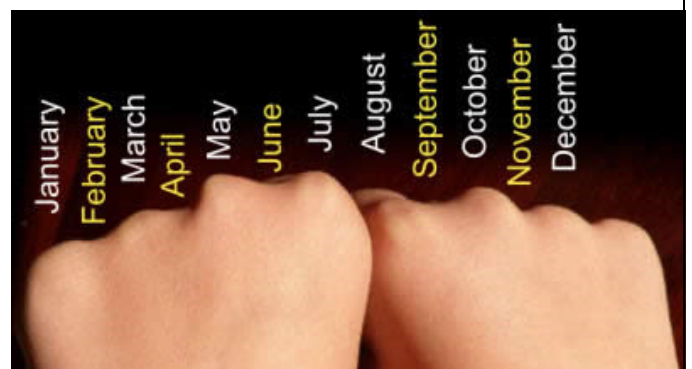 January
February
March
April
May
June
July
August
September
October
November
December